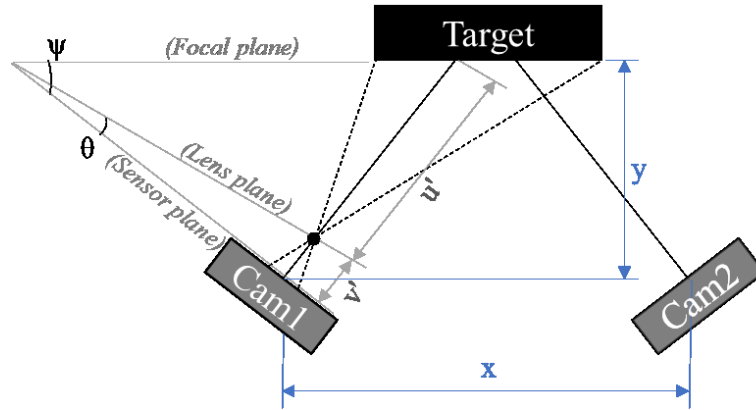 Target
(Focal plane)
ψ
θ
(Lens plane)
(Sensor plane)
u'
y
v'
Cam1
Cam2
x